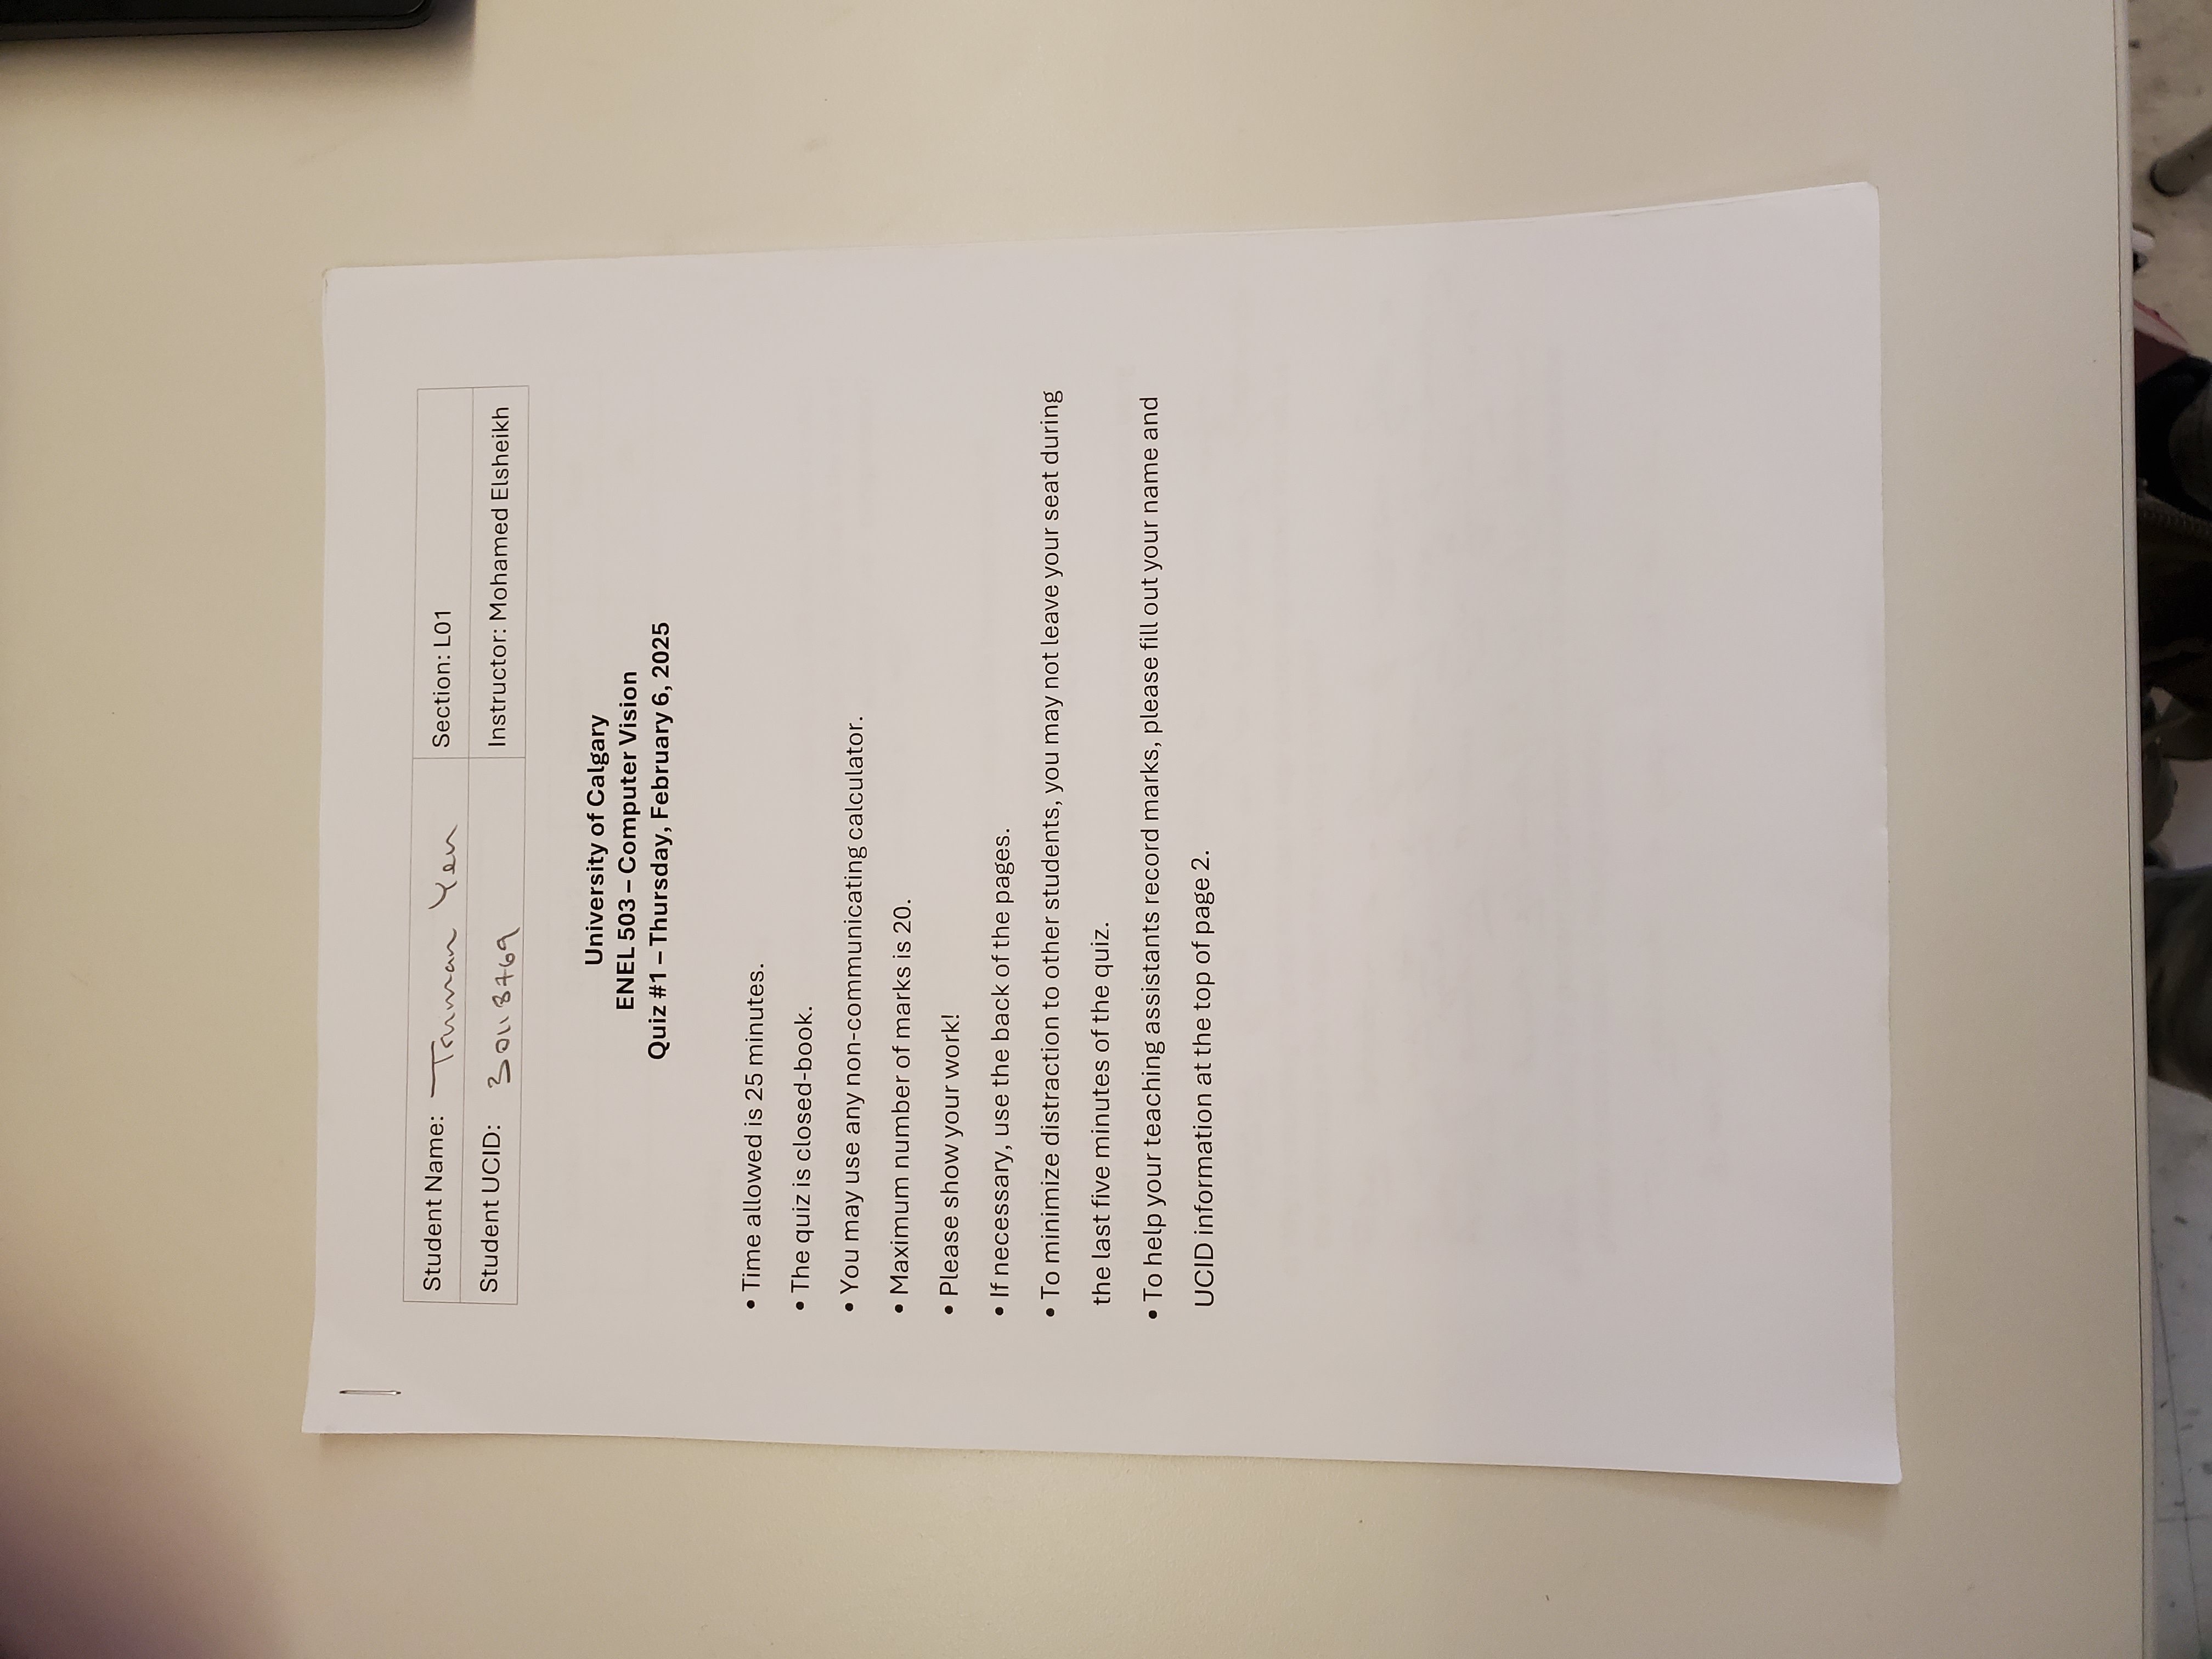 Student Name: Truman Yen
Section: L01
Student UCID: 30118769
Instructor: Mohamed Elsheikh
University of Calgary
ENEL 503 – Computer Vision
Quiz #1 – Thursday, February 6, 2025
• Time allowed is 25 minutes.
• The quiz is closed-book.
• You may use any non-communicating calculator.
• Maximum number of marks is 20.
• Please show your work!
• If necessary, use the back of the pages.
• To minimize distraction to other students, you may not leave your seat during
the last five minutes of the quiz.
• To help your teaching assistants record marks, please fill out your name and
UCID information at the top of page 2.